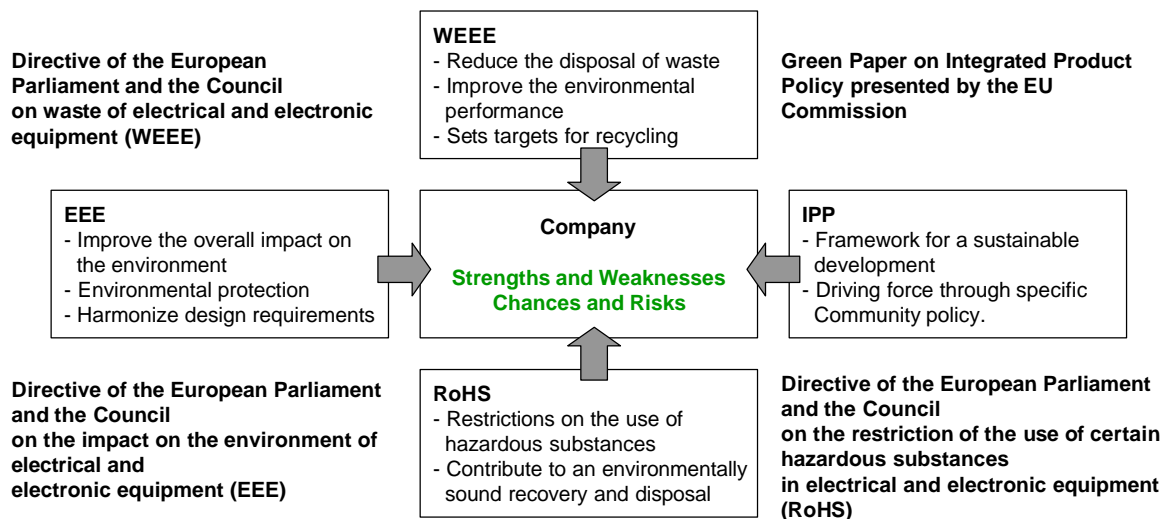 Directive of the European
Parliament and the Council
on waste of electrical and electronic
equipment (WEEE)
WEEE
- Reduce the disposal of waste
- Improve the environmental
performance
- Sets targets for recycling
Green Paper on Integrated Product
Policy presented by the EU
Commission
EEE
- Improve the overall impact on
the environment
- Environmental protection
- Harmonize design requirements
Company
Strengths and Weaknesses
Chances and Risks
IPP
- Framework for a sustainable
development
- Driving force through specific
Community policy.
Directive of the European Parliament
and the Council
on the impact on the environment of
electrical and
electronic equipment (EEE)
RoHS
- Restrictions on the use of
hazardous substances
- Contribute to an environmentally
sound recovery and disposal
Directive of the European Parliament
and the Council
on the restriction of the use of certain
hazardous substances
in electrical and electronic equipment
(RoHS)